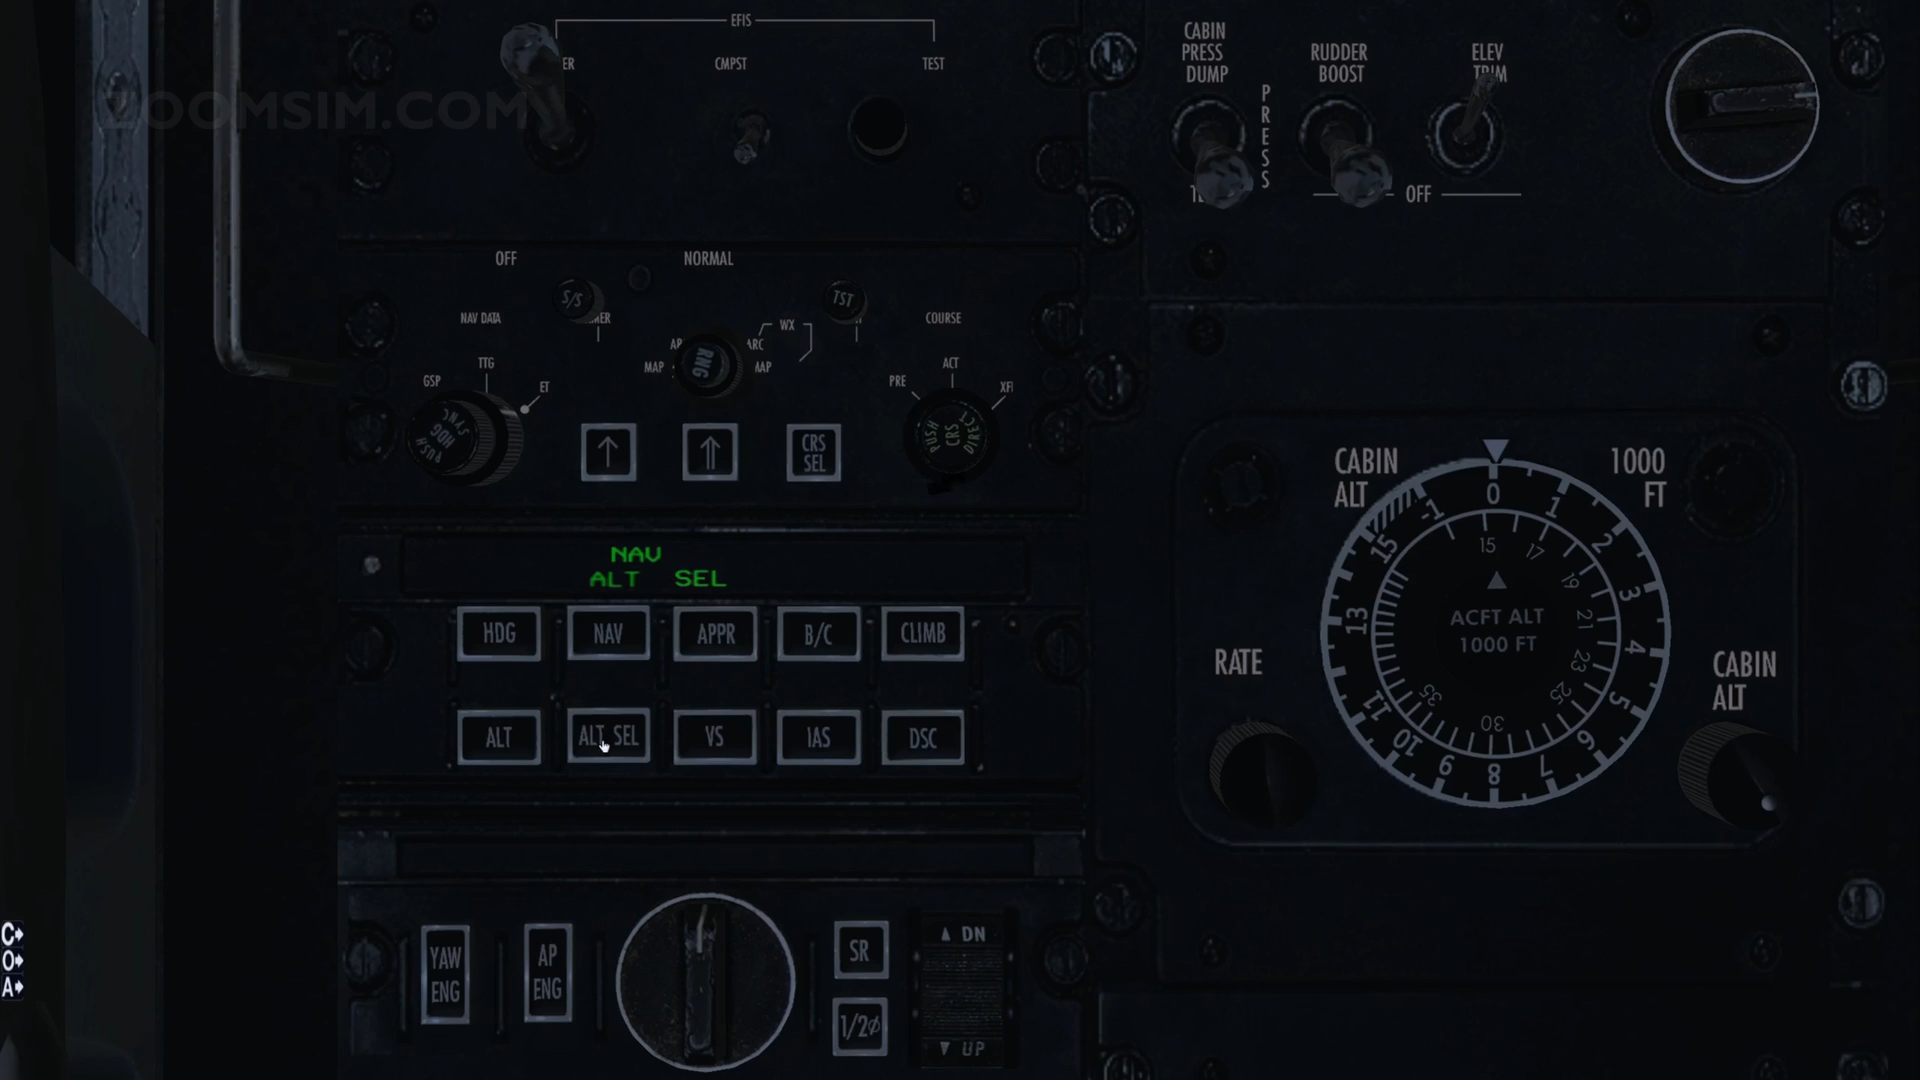 ZOOMSIM.COM
EFIS
CMPST
TEST
CABIN
PRESS
DUMP
PRESS
RUDDER
BOOST
ELEV
TRIM
OFF
OFF
NORMAL
S/S
TST
NAV DATA
WX
COURSE
ARC
GSP
TTG
ET
MAP
RNG
PRE
ACT
PUSH
HDG
SYNC
CRS
SEL
PUSH
CRS
DIRECT
NAV
ALT SEL
HDG
NAV
APPR
B/C
CLIMB
ALT
ALT SEL
VS
IAS
DSC
CABIN
ALT
1000
FT
-1 0 1 2 3 4 5 6 7 8 9 10 11 13 15
15 17 19 21 23 25 30 35
ACFT ALT
1000 FT
RATE
CABIN
ALT
YAW
ENG
AP
ENG
SR
1/2φ
▲ DN
▼ UP
C
O
A